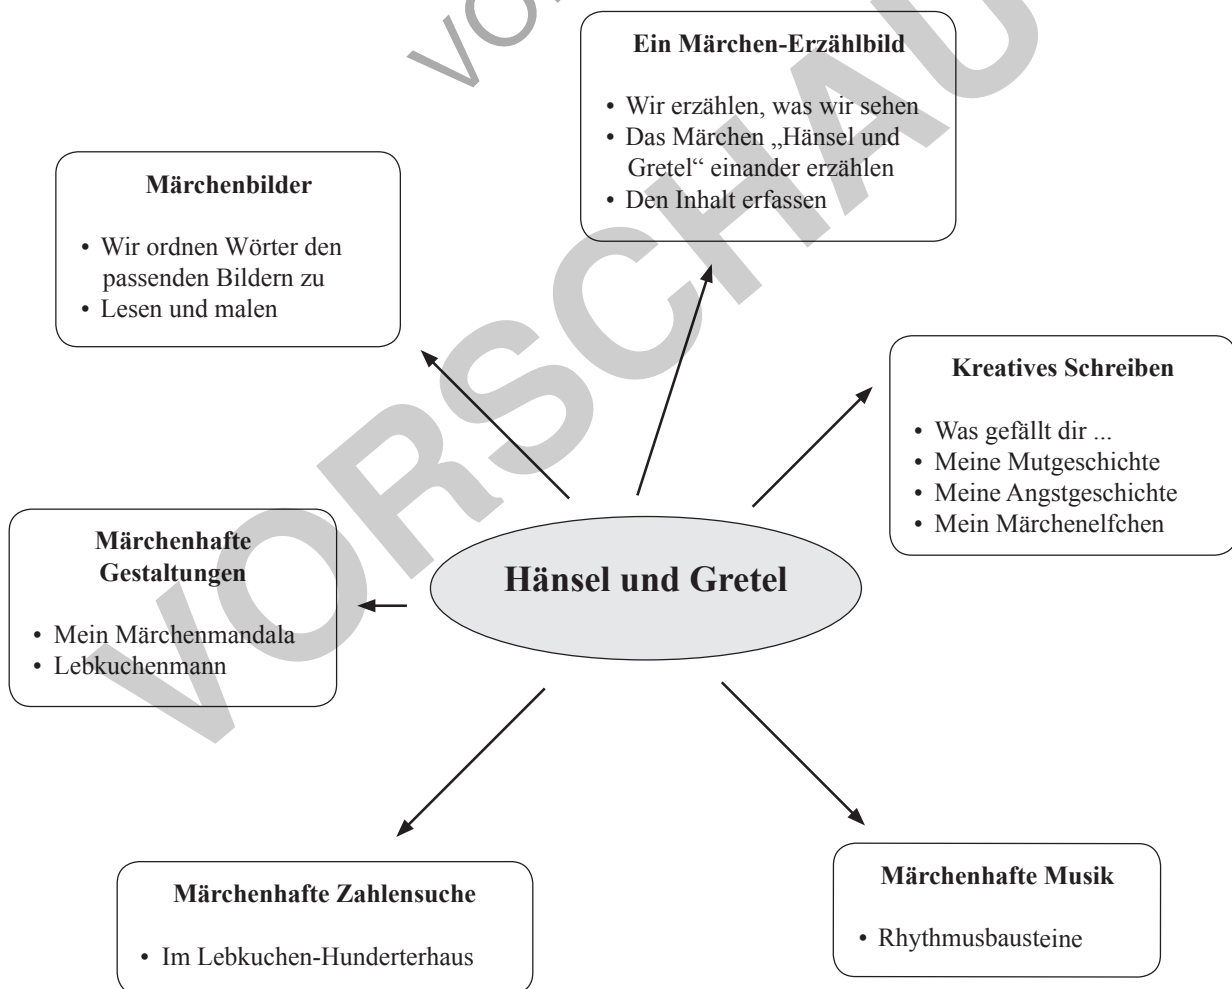 Ein Märchen-Erzählbild
• Wir erzählen, was wir sehen
• Das Märchen „Hänsel und
Gretel“ einander erzählen
• Den Inhalt erfassen
Märchenbilder
• Wir ordnen Wörter den
passenden Bildern zu
• Lesen und malen
Kreatives Schreiben
• Was gefällt dir ...
• Meine Mutgeschichte
• Meine Angstgeschichte
• Mein Märchenelfchen
Märchenhafte
Gestaltungen
• Mein Märchenmandala
• Lebkuchenmann
Hänsel und Gretel
Märchenhafte Zahlensuche
• Im Lebkuchen-Hunderterhaus
Märchenhafte Musik
• Rhythmusbausteine
VORSCHAU
VO